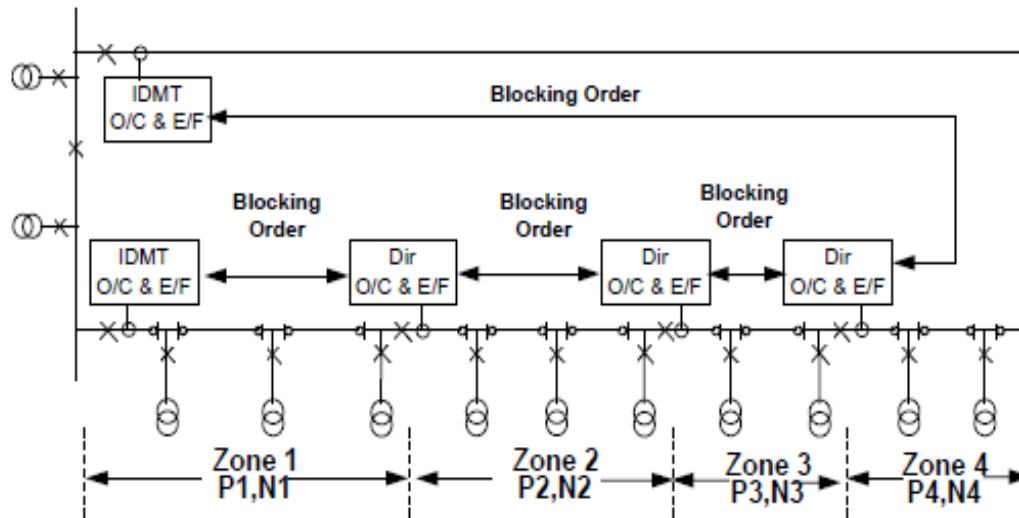 IDMT
O/C & E/F
Blocking Order
Blocking
Order
Blocking
Order
Blocking
Order
IDMT
O/C & E/F
Dir
O/C & E/F
Dir
O/C & E/F
Dir
O/C & E/F
Zone 1
P1,N1
Zone 2
P2,N2
Zone 3
P3,N3
Zone 4
P4,N4